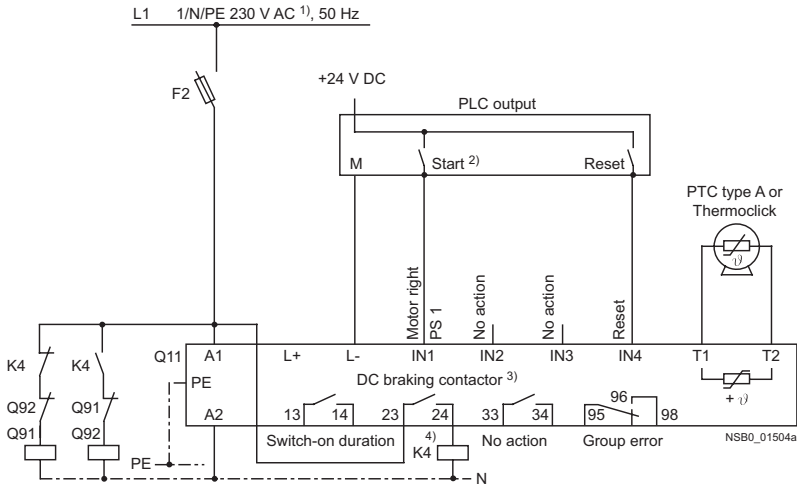 L1 1/N/PE 230 V AC 1), 50 Hz
+24 V DC
F2
PLC output
M Start 2) Reset
PTC type A or
Thermoclick
ϑ
Motor right
PS 1
No action
No action
Reset
K4 K4 Q11 A1 L+ L- IN1 IN2 IN3 IN4 T1 T2
PE DC braking contactor 3) + ϑ
Q92 Q91 A2 13 14 23 24 33 34 95 96 98
Q91 Q92 Switch-on duration 4) No action Group error NSB0_01504a
K4
PE N